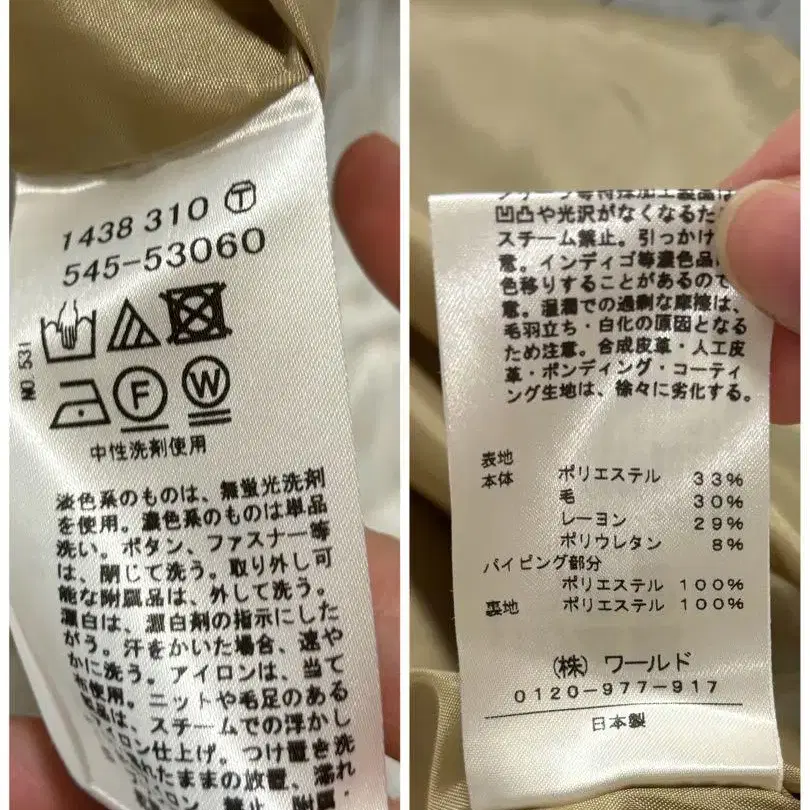 1438 310 Ⓣ
545-53060
NO 531
F
W
中性洗剤使用
淡色系のものは、無蛍光洗剤
を使用。濃色系のものは単品
洗い。ボタン、ファスナー等
は、閉じて洗う。取り外し可
能な附属品は、外して洗う。
漂白は、漂白剤の指示にした
がう。汗をかいた場合、速や
かに洗う。アイロンは、当て
布使用。ニットや毛足のある
は、スチームでの浮かし
アイロン仕上げ。つけ置き洗
れたままの放置、濡れ
凹凸や光沢がなくなるた
スチーム禁止。引っかけ
意。インディゴ等濃色品
色移りすることがあるので
意。湿潤での過剰な摩擦は、
毛羽立ち・白化の原因となる
ため注意。合成皮革・人工皮
革・ボンディング・コーティ
ング生地は、徐々に劣化する。
表地
本体 ポリエステル 33%
毛 30%
レーヨン 29%
ポリウレタン 8%
パイピング部分
ポリエステル 100%
裏地 ポリエステル 100%
(株) ワールド
0120-977-917
日本製